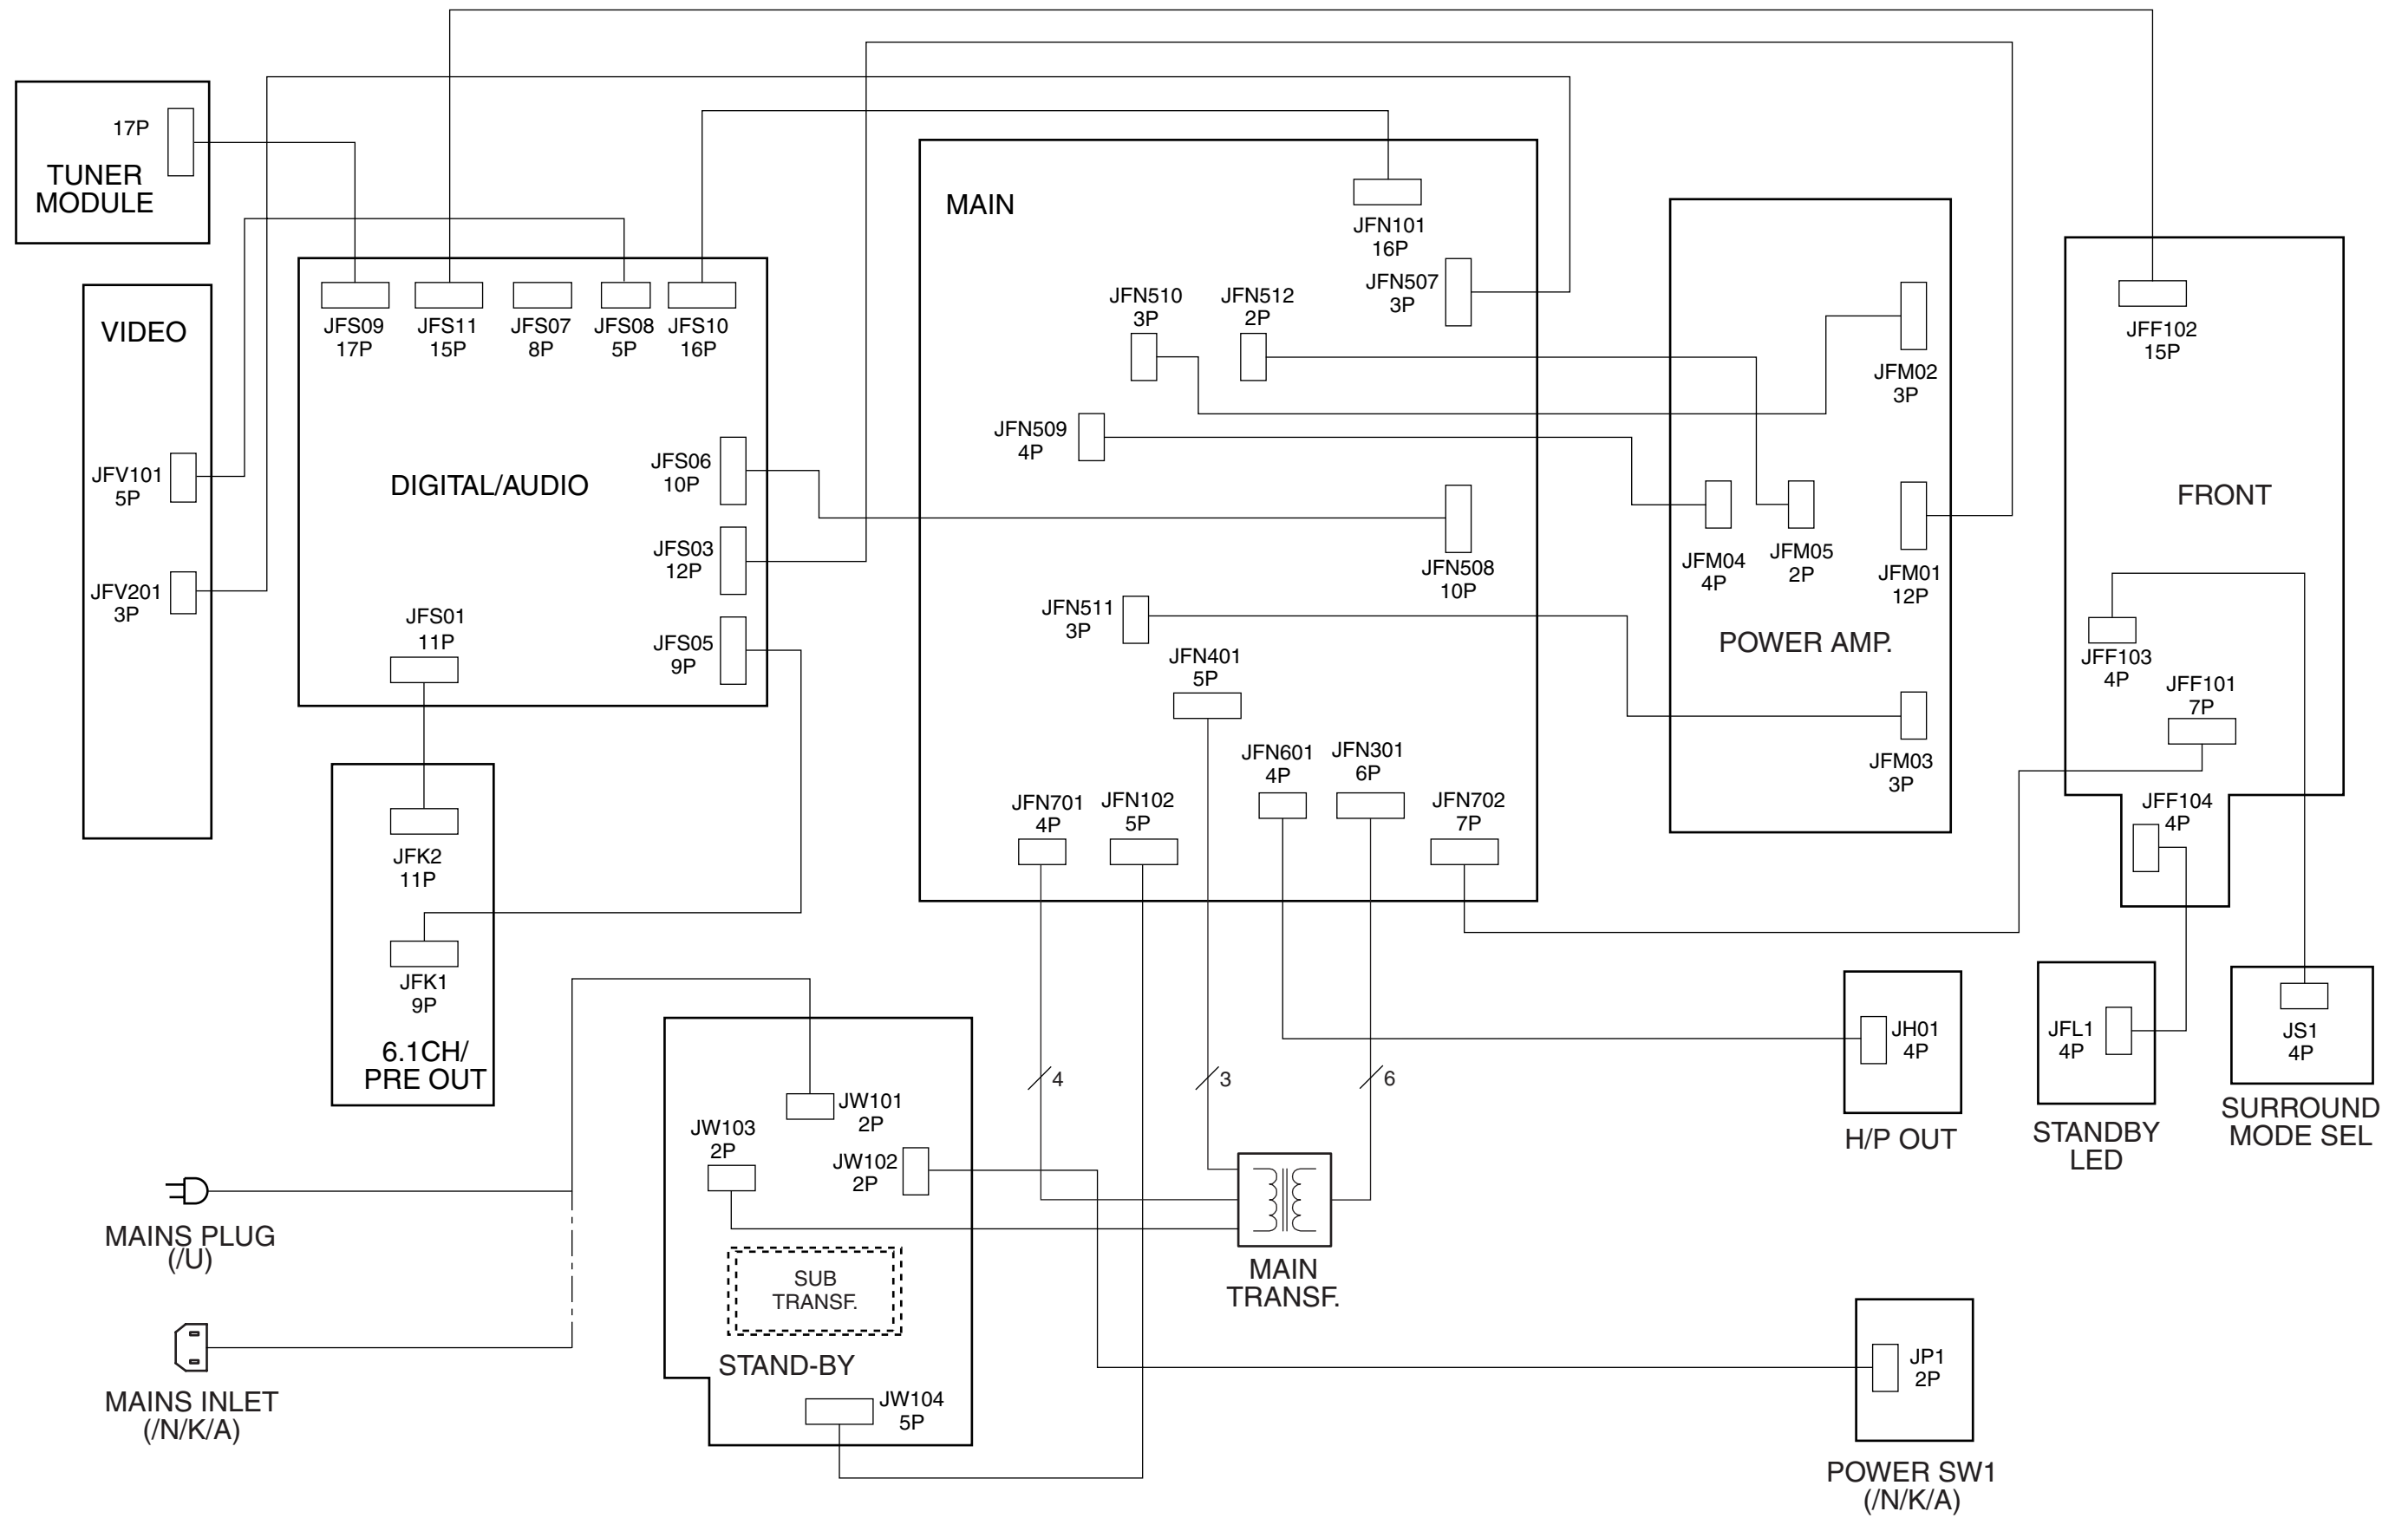 17P
TUNER
MODULE
VIDEO
JFV101
5P
JFV201
3P
JFS09
17P
JFS11
15P
JFS07
8P
JFS08
5P
JFS10
16P
DIGITAL/AUDIO
JFS06
10P
JFS03
12P
JFS05
9P
JFS01
11P
JFK2
11P
JFK1
9P
6.1CH/
PRE OUT
MAIN
JFN101
16P
JFN507
3P
JFN510
3P
JFN512
2P
JFN509
4P
JFN508
10P
JFN511
3P
JFN401
5P
JFN601
4P
JFN301
6P
JFN701
4P
JFN102
5P
JFN702
7P
JFM02
3P
JFM04
4P
JFM05
2P
JFM01
12P
POWER AMP.
JFM03
3P
JFF102
15P
FRONT
JFF103
4P
JFF101
7P
JFF104
4P
JH01
4P
H/P OUT
JFL1
4P
STANDBY
LED
JS1
4P
SURROUND
MODE SEL
4
3
6
JW101
2P
JW103
2P
JW102
2P
SUB
TRANSF.
STAND-BY
JW104
5P
MAIN
TRANSF.
MAINS PLUG
(/U)
MAINS INLET
(/N/K/A)
JP1
2P
POWER SW1
(/N/K/A)